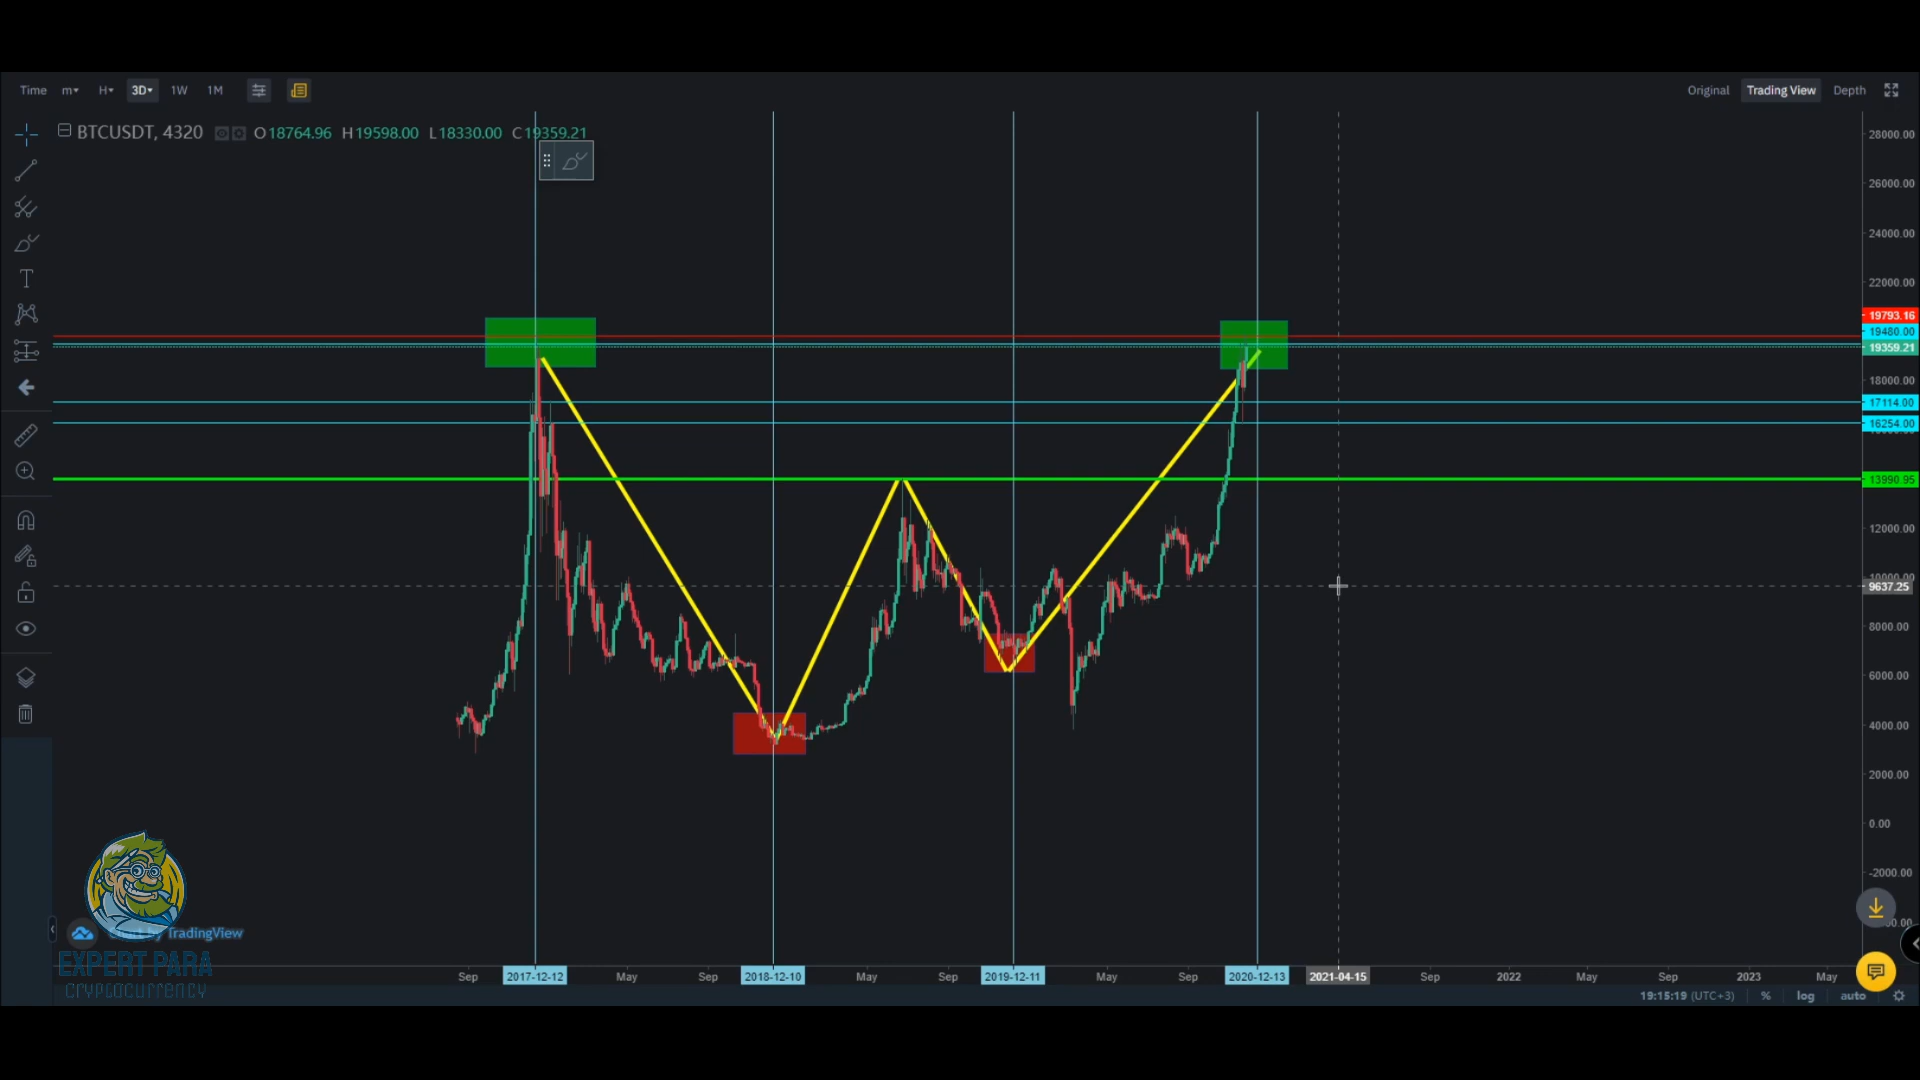 Time m▾ H▾ 3D▾ 1W 1M Original Trading View Depth
BTCUSDT, 4320 O18764.96 H19598.00 L18330.00 C19359.21
28000.00
26000.00
24000.00
22000.00
19793.16
19480.00
19359.21
18000.00
17114.00
16254.00
13990.95
12000.00
10000.00
9637.25
8000.00
6000.00
4000.00
2000.00
0.00
-2000.00
TradingView
EXPERT PARA
CRYPTOCURRENCY
Sep 2017-12-12 May Sep 2018-12-10 May Sep 2019-12-11 May Sep 2020-12-13 2021-04-15 Sep 2022 May Sep 2023 May
19:15:19 (UTC+3) % log auto